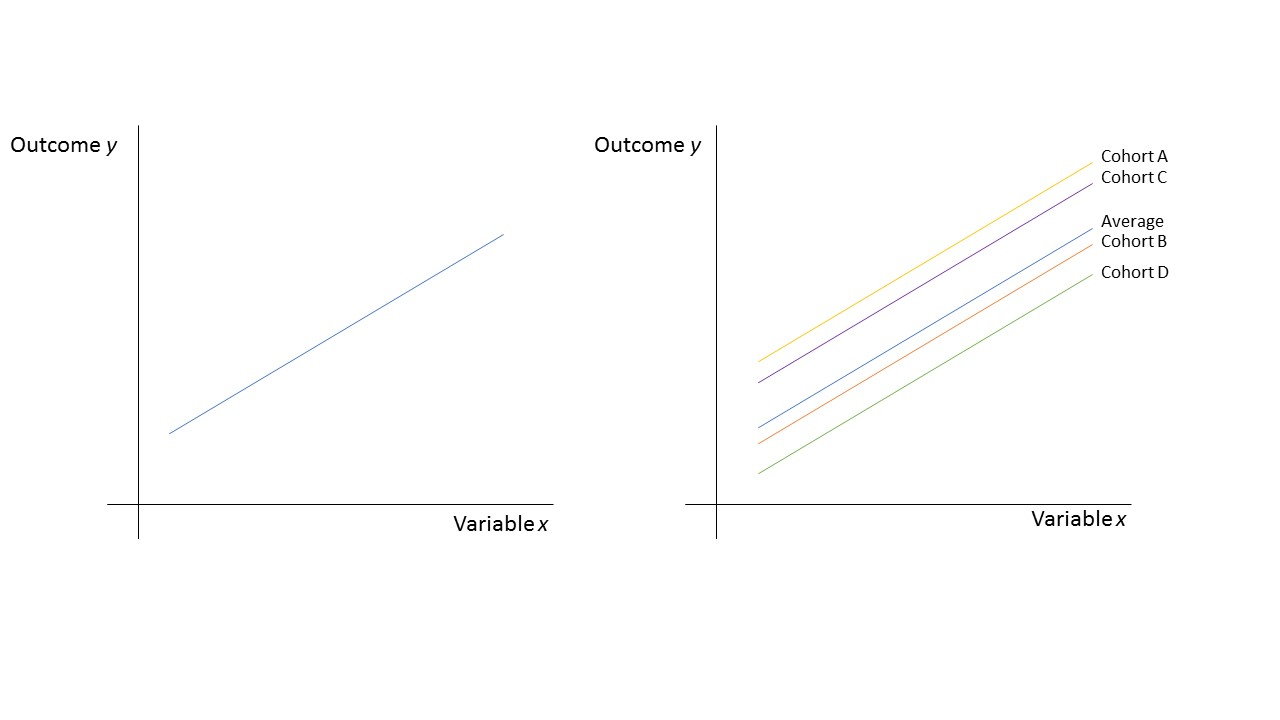 Outcome y
Variable x
Outcome y
Cohort A
Cohort C
Average
Cohort B
Cohort D
Variable x